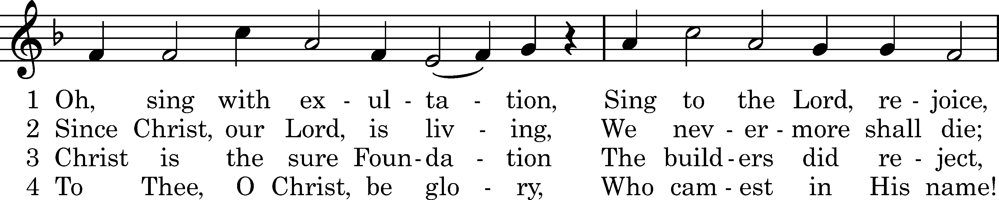 1 Oh, sing with ex - ul - ta - tion, Sing to the Lord, re - joice,
2 Since Christ, our Lord, is liv - ing, We nev - er - more shall die;
3 Christ is the sure Foun - da - tion The build - ers did re - ject,
4 To Thee, O Christ, be glo - ry, Who cam - est in His name!